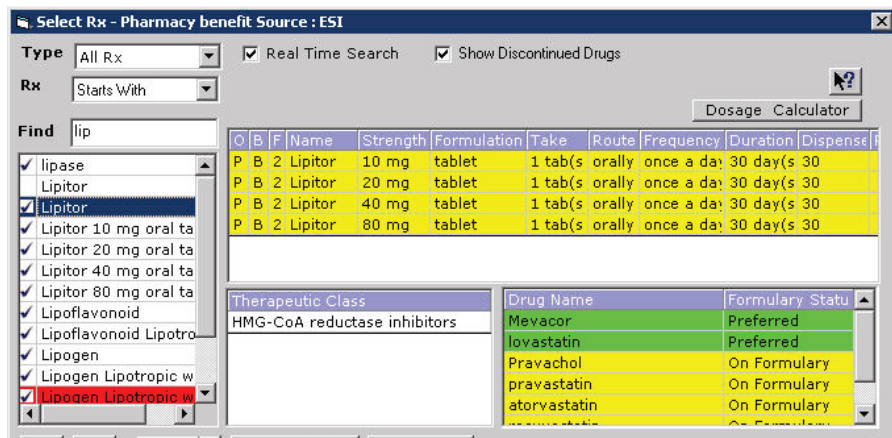 Select Rx - Pharmacy benefit Source : ESI
Type All Rx Real Time Search Show Discontinued Drugs
Rx Starts With
Dosage Calculator
Find lip
lipase
Lipitor
Lipitor
Lipitor 10 mg oral ta
Lipitor 20 mg oral ta
Lipitor 40 mg oral ta
Lipitor 80 mg oral ta
Lipoflavonoid
Lipoflavonoid Lipotro
Lipogen
Lipogen Lipotropic w
Lipogen Lipotropic w
O B F Name Strength Formulation Take Route Frequency Duration Dispense
P B 2 Lipitor 10 mg tablet 1 tab(s orally once a day 30 day(s 30
P B 2 Lipitor 20 mg tablet 1 tab(s orally once a day 30 day(s 30
P B 2 Lipitor 40 mg tablet 1 tab(s orally once a day 30 day(s 30
P B 2 Lipitor 80 mg tablet 1 tab(s orally once a day 30 day(s 30
Therapeutic Class
HMG-CoA reductase inhibitors
Drug Name Formulary Statu
Mevacor Preferred
lovastatin Preferred
Pravachol On Formulary
pravastatin On Formulary
atorvastatin On Formulary